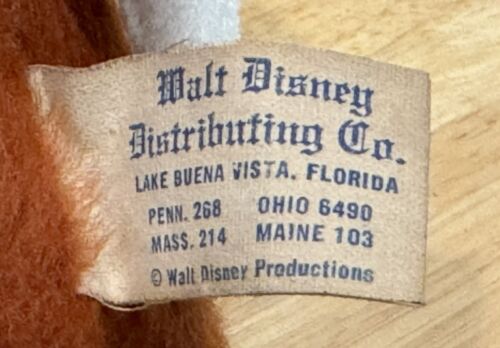 Walt Disney
Distributing Co.
LAKE BUENA VISTA, FLORIDA
PENN. 268 OHIO 6490
MASS. 214 MAINE 103
© Walt Disney Productions